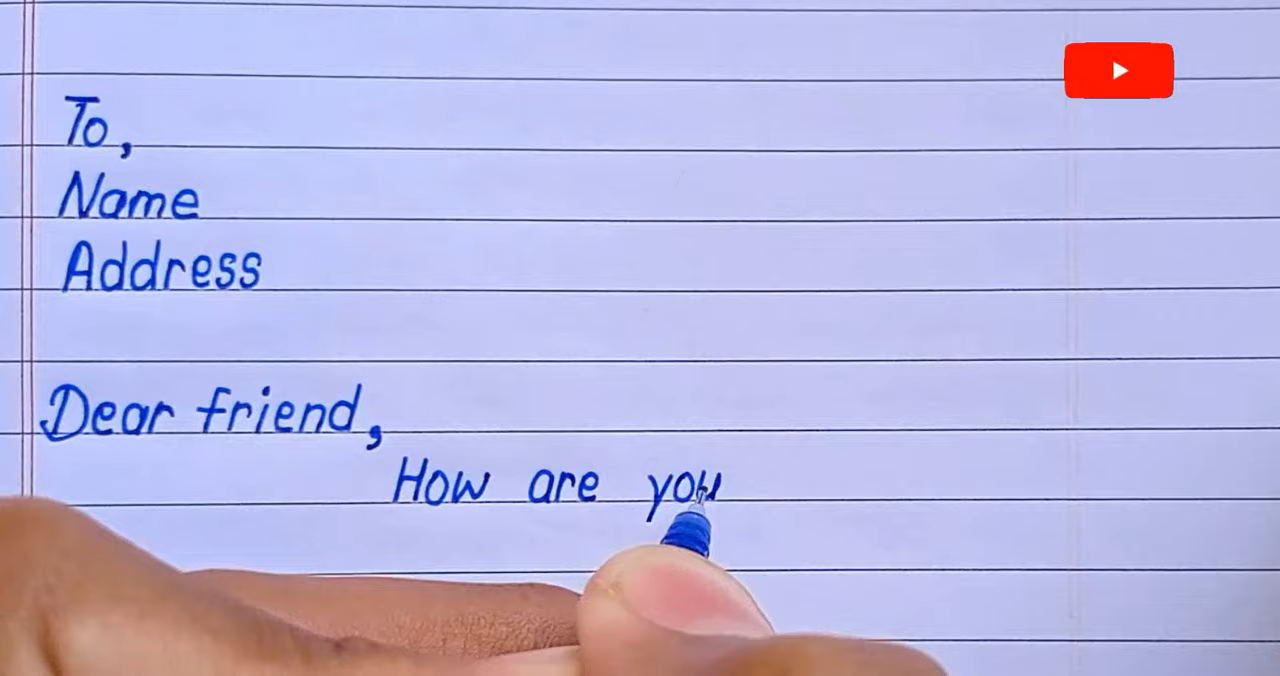 To,
Name
Address
Dear friend,
How are you